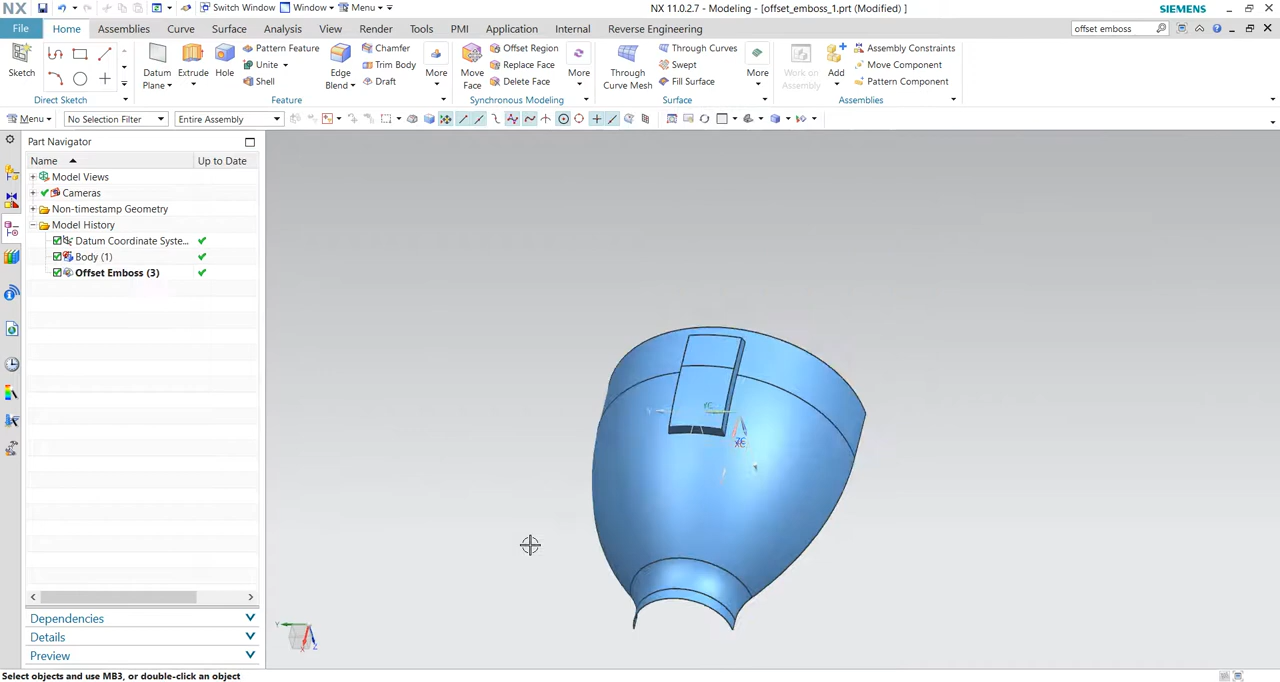 NX Switch Window Window Menu NX 11.0.2.7 - Modeling - [offset_emboss_1.prt (Modified) ] SIEMENS
File Home Assemblies Curve Surface Analysis View Render Tools PMI Application Internal Reverse Engineering offset emboss
Sketch Datum Plane Extrude Hole Pattern Feature Unite Shell Edge Blend Chamfer Trim Body Draft More Move Face Offset Region Replace Face Delete Face More Through Curve Mesh Through Curves Swept Fill Surface More Work on Assembly Add Assembly Constraints Move Component Pattern Component
Direct Sketch Feature Synchronous Modeling Surface Assemblies
Menu No Selection Filter Entire Assembly
Part Navigator
Name Up to Date
Model Views
Cameras
Non-timestamp Geometry
Model History
Datum Coordinate Syste...
Body (1)
Offset Emboss (3)
Dependencies
Details
Preview
Y YC
Y X Z
Select objects and use MB3, or double-click an object